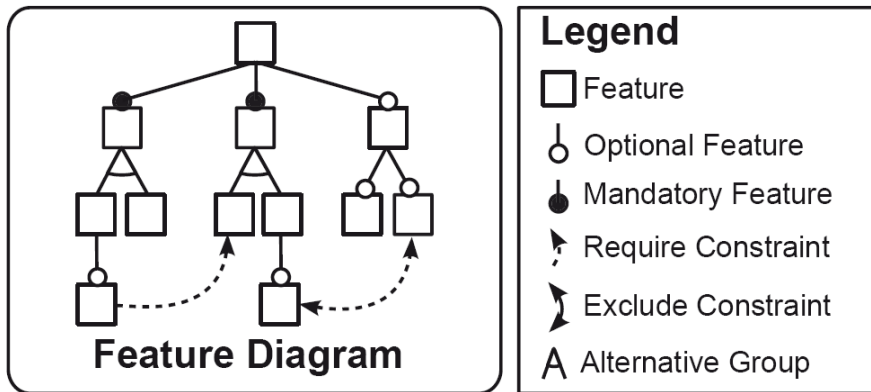 Feature Diagram
Legend
Feature
Optional Feature
Mandatory Feature
Require Constraint
Exclude Constraint
Alternative Group